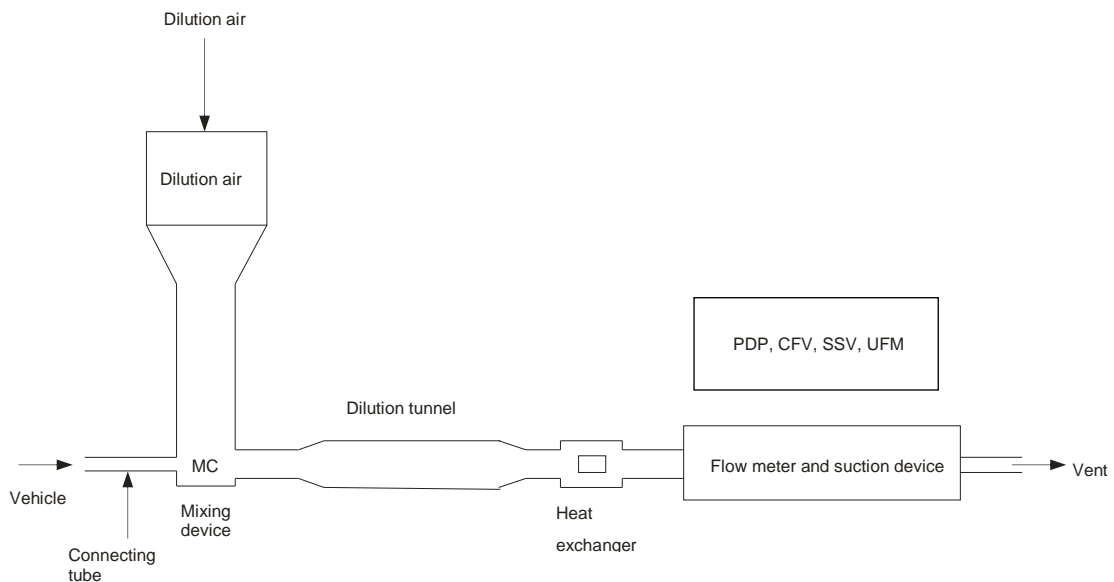 Dilution air
Dilution air
PDP, CFV, SSV, UFM
Dilution tunnel
MC
Flow meter and suction device
Vent
Vehicle
Mixing
device
Heat
exchanger
Connecting
tube